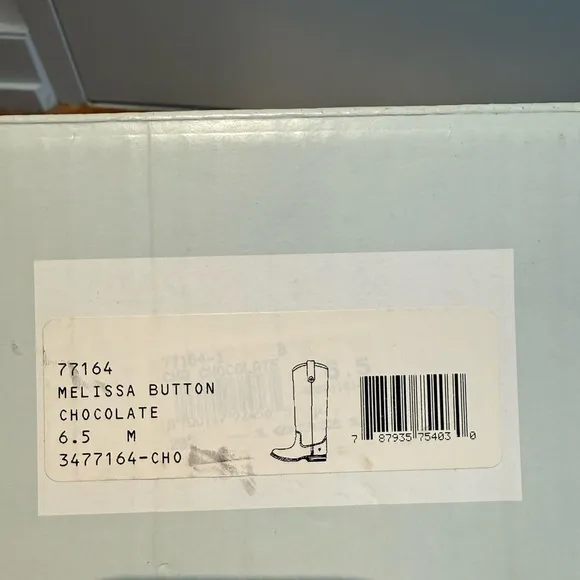 77164
MELISSA BUTTON
CHOCOLATE
6.5 M
3477164-CHO
7 87935 75403 0